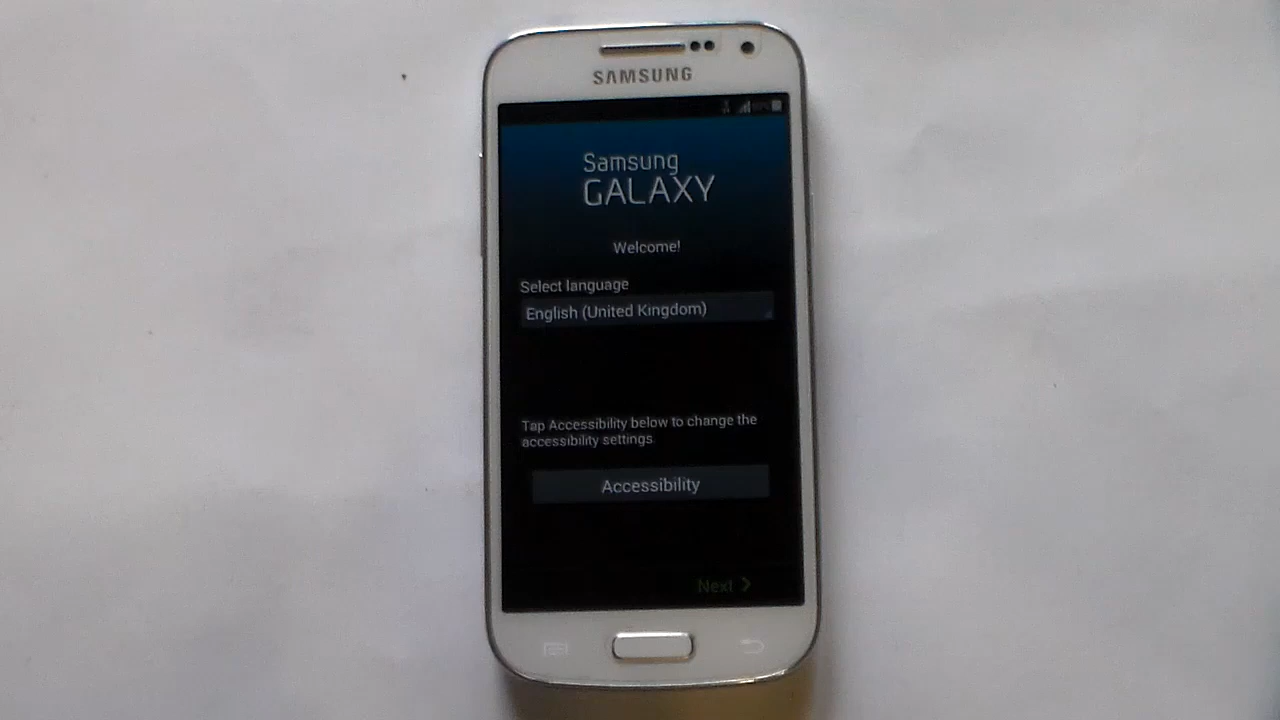 SAMSUNG
Samsung
GALAXY
Welcome!
Select language
English (United Kingdom)
Tap Accessibility below to change the
accessibility settings
Accessibility
Next